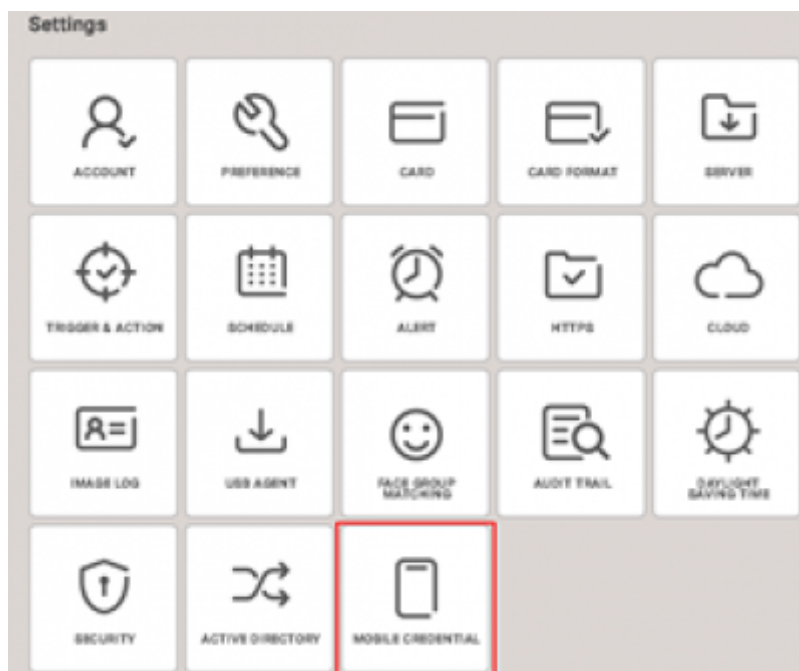 Settings
ACCOUNT
PREFERENCE
CARD
CARD FORMAT
SERVER
TRIGGER & ACTION
SCHEDULE
ALERT
HTTPS
CLOUD
IMAGE LOG
USB AGENT
FACE GROUP
MATCHING
AUDIT TRAIL
DAYLIGHT
SAVING TIME
SECURITY
ACTIVE DIRECTORY
MOBILE CREDENTIAL